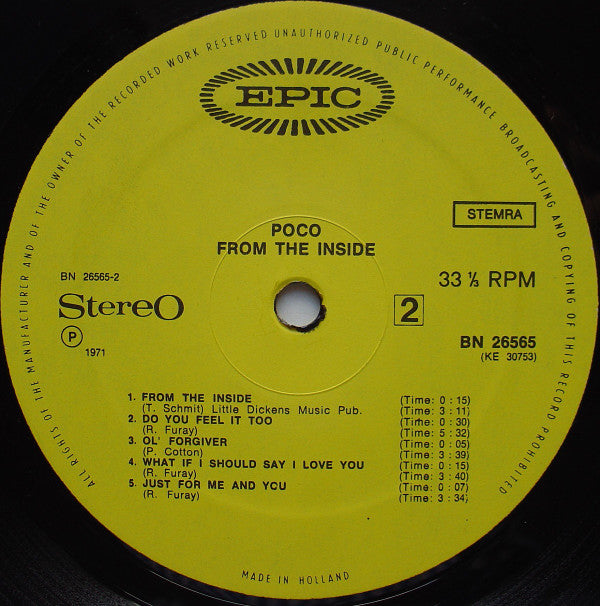 ALL RIGHTS OF THE MANUFACTURER AND OF THE OWNER OF THE RECORDED WORK RESERVED UNAUTHORIZED PUBLIC PERFORMANCE BROADCASTING AND COPYING OF THIS RECORD PROHIBITED
EPIC
STEMRA
POCO
FROM THE INSIDE
BN 26565-2
33 ⅓ RPM
StereO
2
Ⓟ
1971
BN 26565
(KE 30753)
1. FROM THE INSIDE (Time: 0 : 15)
(T. Schmit) Little Dickens Music Pub. (Time: 3 : 11)
2. DO YOU FEEL IT TOO (Time: 0 : 30)
(R. Furay) (Time: 5 : 32)
3. OL' FORGIVER (Time: 0 : 05)
(P. Cotton) (Time: 3 : 39)
4. WHAT IF I SHOULD SAY I LOVE YOU (Time: 0 : 15)
(R. Furay) (Time: 3 : 40)
5. JUST FOR ME AND YOU (Time: 0 : 07)
(R. Furay) (Time: 3 : 34)
MADE IN HOLLAND